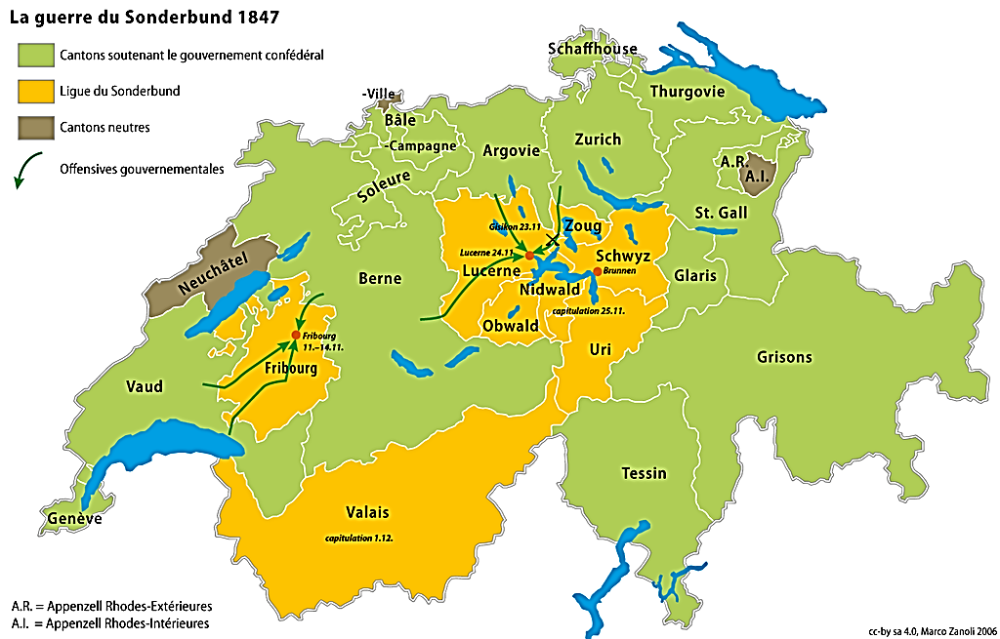 La guerre du Sonderbund 1847
Cantons soutenant le gouvernement confédéral
Ligue du Sonderbund
Cantons neutres
Offensives gouvernementales
Schaffhouse
Thurgovie
-Ville
Bâle
-Campagne
Argovie
Zurich
A.R.
A.I.
Soleure
St. Gall
Gisikon 23.11
Zoug
Lucerne 24.11
Lucerne
Schwyz
Brunnen
Neuchâtel
Berne
Nidwald
Glaris
capitulation 25.11.
Obwald
Uri
Fribourg
11.–14.11.
Fribourg
Grisons
Vaud
Tessin
Valais
capitulation 1.12.
Genève
A.R. = Appenzell Rhodes-Extérieures
A.I. = Appenzell Rhodes-Intérieures
cc-by sa 4.0, Marco Zanoli 2006